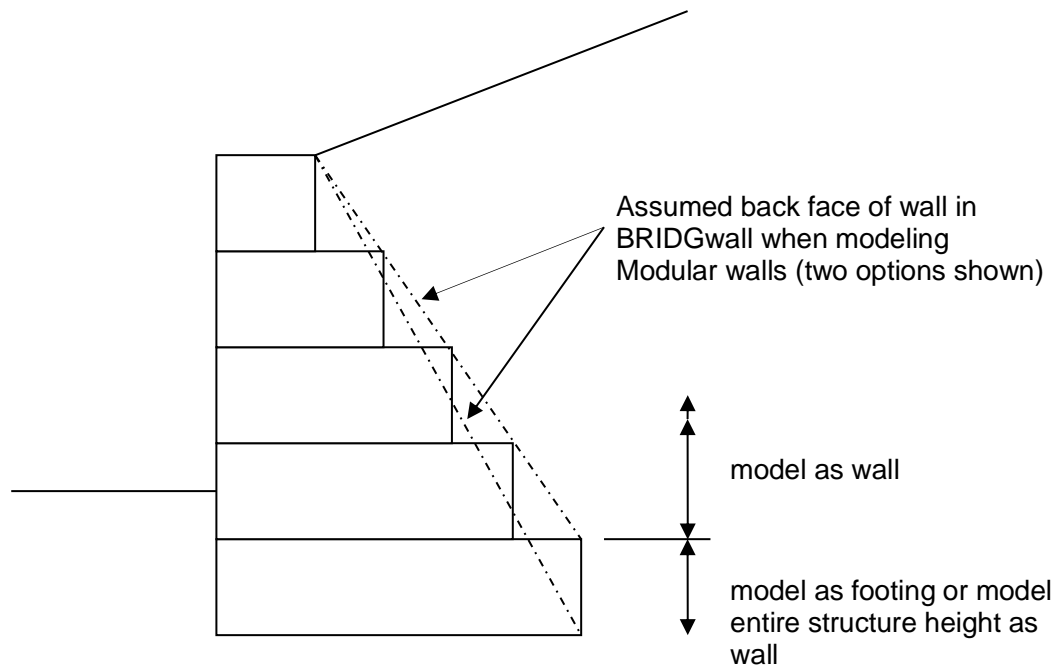 Assumed back face of wall in
BRIDGwall when modeling
Modular walls (two options shown)
model as wall
model as footing or model
entire structure height as
wall